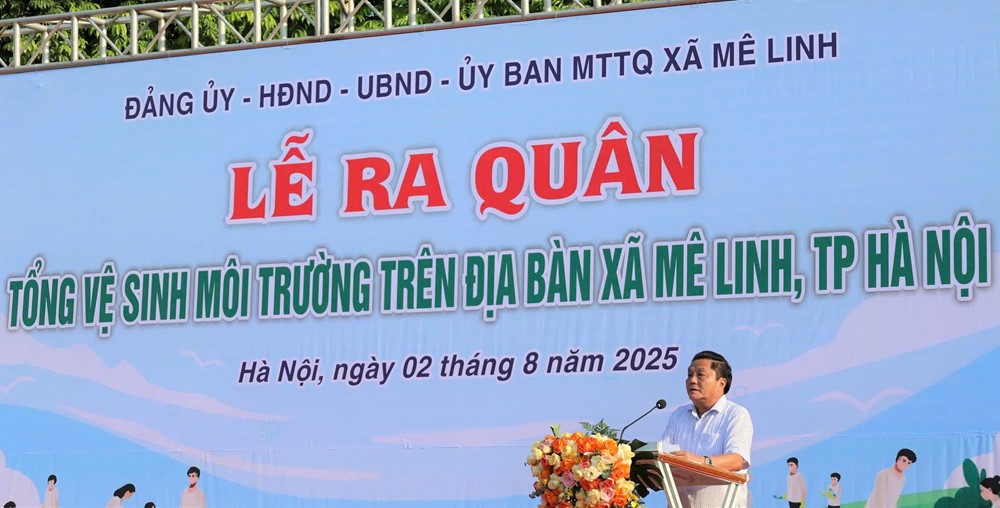 ĐẢNG ỦY - HĐND - UBND - ỦY BAN MTTQ XÃ MÊ LINH
LỄ RA QUÂN
TỔNG VỆ SINH MÔI TRƯỜNG TRÊN ĐỊA BÀN XÃ MÊ LINH, TP HÀ NỘI
Hà Nội, ngày 02 tháng 8 năm 2025